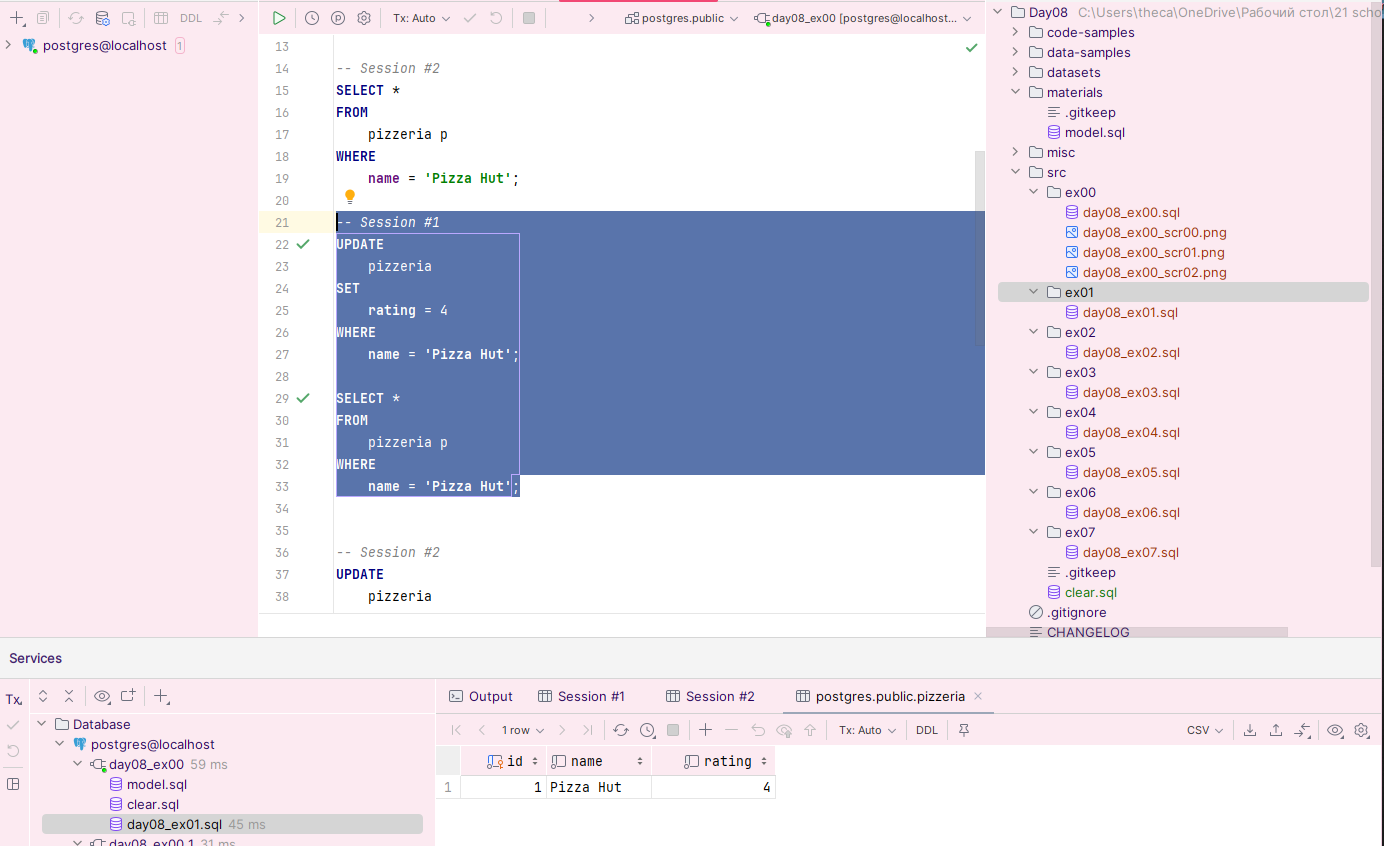 DDL
Tx: Auto
postgres.public
day08_ex00 [postgres@localhost...
postgres@localhost 1
13
14 -- Session #2
15 SELECT *
16 FROM
17 pizzeria p
18 WHERE
19 name = 'Pizza Hut';
20
21 -- Session #1
22 UPDATE
23 pizzeria
24 SET
25 rating = 4
26 WHERE
27 name = 'Pizza Hut';
28
29 SELECT *
30 FROM
31 pizzeria p
32 WHERE
33 name = 'Pizza Hut';
34
35
36 -- Session #2
37 UPDATE
38 pizzeria
Day08 C:\Users\theca\OneDrive\Рабочий стол\21 scho
code-samples
data-samples
datasets
materials
.gitkeep
model.sql
misc
src
ex00
day08_ex00.sql
day08_ex00_scr00.png
day08_ex00_scr01.png
day08_ex00_scr02.png
ex01
day08_ex01.sql
ex02
day08_ex02.sql
ex03
day08_ex03.sql
ex04
day08_ex04.sql
ex05
day08_ex05.sql
ex06
day08_ex06.sql
ex07
day08_ex07.sql
.gitkeep
clear.sql
.gitignore
CHANGELOG
Services
Tx
Database
postgres@localhost
day08_ex00 59 ms
model.sql
clear.sql
day08_ex01.sql 45 ms
day08_ex00 1 31 ms
Output
Session #1
Session #2
postgres.public.pizzeria
1 row
Tx: Auto
DDL
CSV
id name rating
1 1 Pizza Hut 4